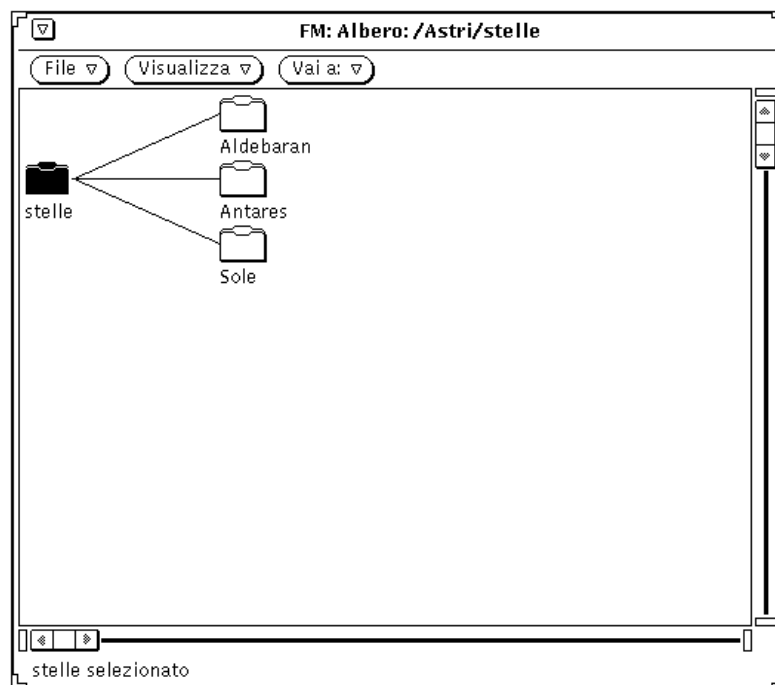 FM: Albero: /Astri/stelle
File Visualizza Vai a:
Aldebaran
stelle
Antares
Sole
stelle selezionato